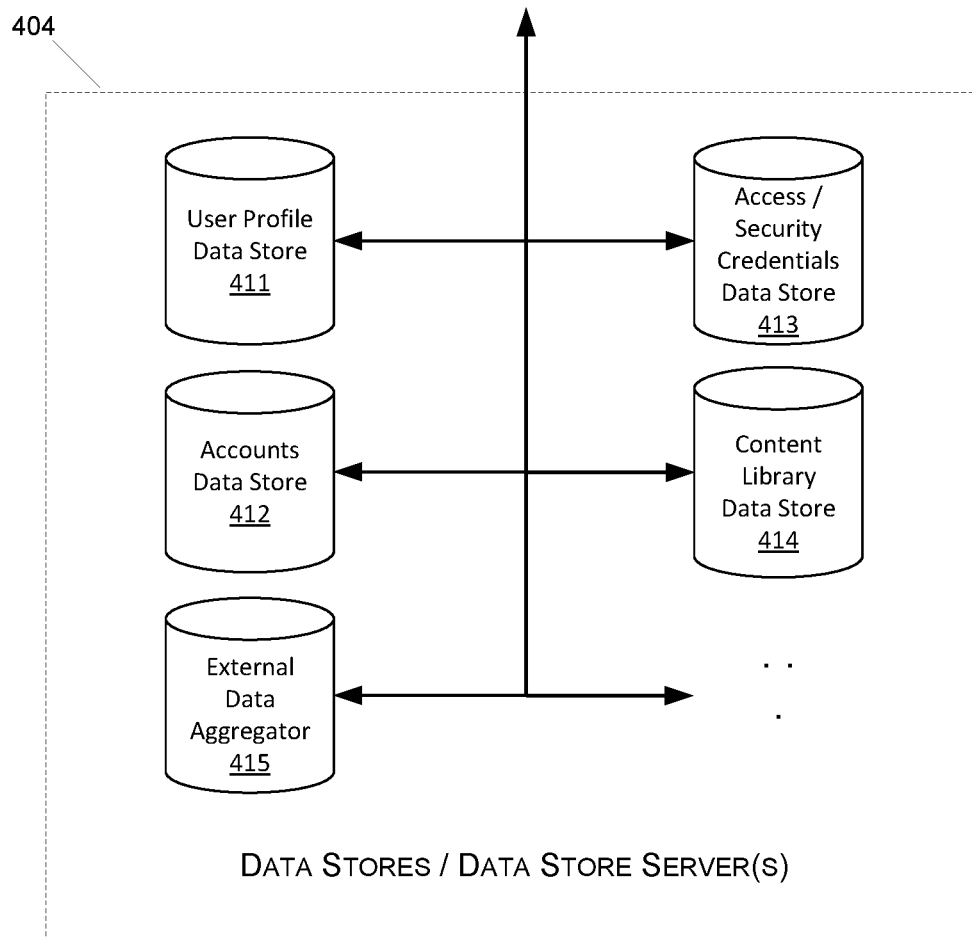 404
User Profile
Data Store
411
Access /
Security
Credentials
Data Store
413
Accounts
Data Store
412
Content
Library
Data Store
414
External
Data
Aggregator
415
. .
.
DATA STORES / DATA STORE SERVER(S)